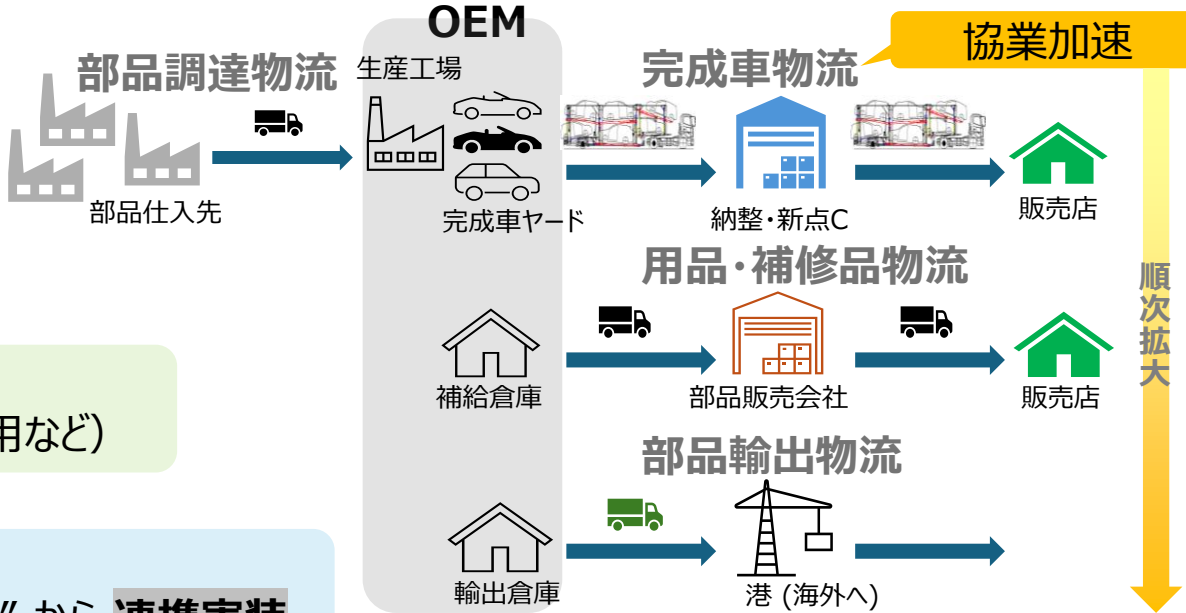 OEM
協業加速
部品調達物流
生産工場
完成車物流
部品仕入先
完成車ヤード
納整・新点C
販売店
用品・補修品物流
順次拡大
補給倉庫
部品販売会社
販売店
用など)
部品輸出物流
輸出倉庫
港 (海外へ)
” から 連携実装